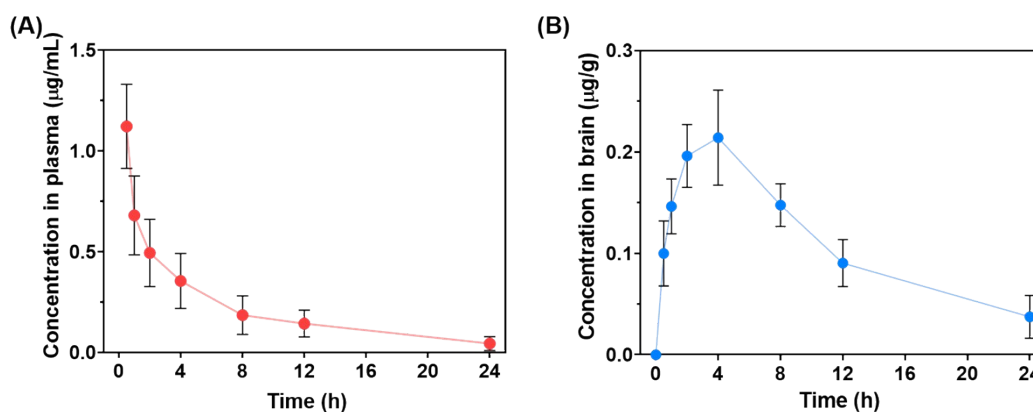 (A)
Concentration in plasma (μg/mL)
1.5
1.0
0.5
0.0
0 4 8 12 16 20 24
Time (h)
(B)
Concentration in brain (μg/g)
0.3
0.2
0.1
0.0
0 4 8 12 16 20 24
Time (h)